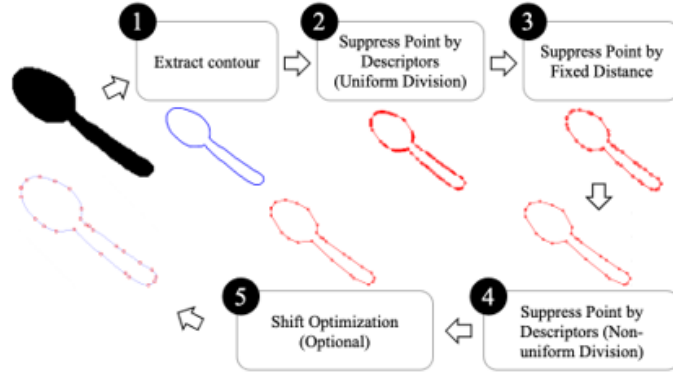 1
Extract contour
2
Suppress Point by
Descriptors
(Uniform Division)
3
Suppress Point by
Fixed Distance
4
Suppress Point by
Descriptors (Non-
uniform Division)
5
Shift Optimization
(Optional)